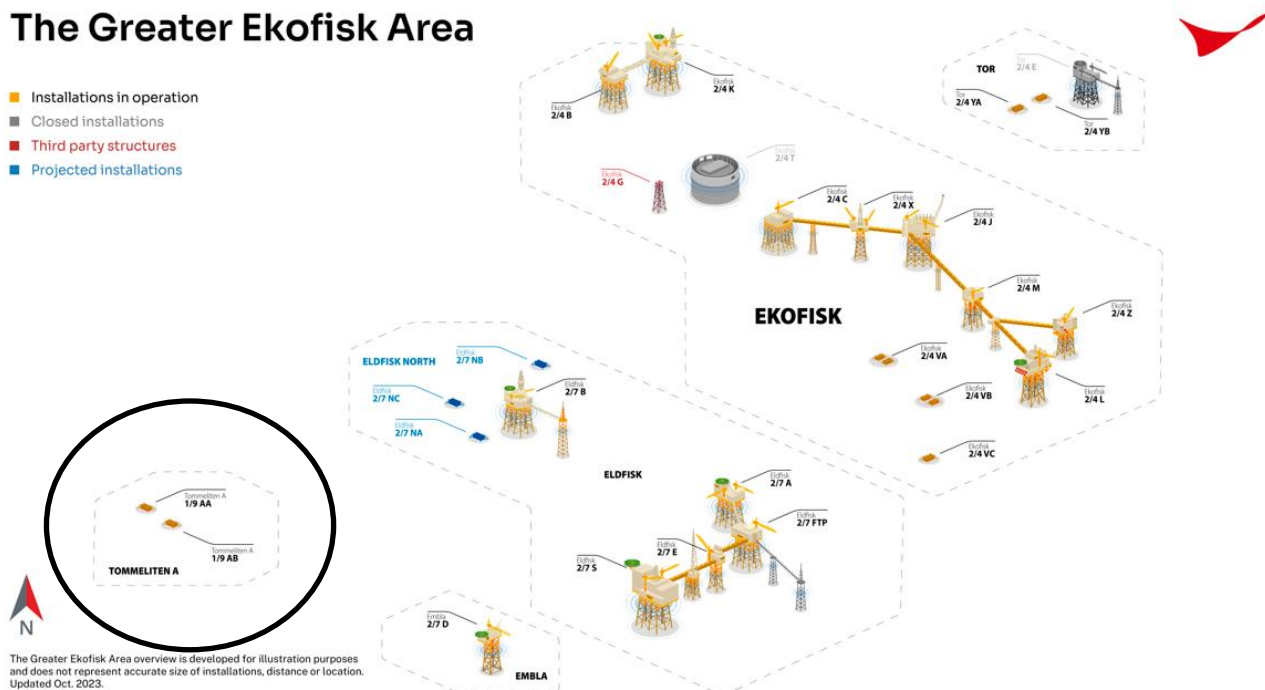 The Greater Ekofisk Area
Installations in operation
Closed installations
Third party structures
Projected installations
Ekofisk
2/4 K
Ekofisk
2/4 B
TOR
Tor
2/4 E
Tor
2/4 YA
Tor
2/4 YB
Ekofisk
2/4 T
Ekofisk
2/4 G
Ekofisk
2/4 C
Ekofisk
2/4 X
Ekofisk
2/4 J
Ekofisk
2/4 M
Ekofisk
2/4 Z
EKOFISK
Ekofisk
2/4 VA
Ekofisk
2/4 VB
Ekofisk
2/4 L
Ekofisk
2/4 VC
ELDFISK NORTH
Eldfisk
2/7 NB
Eldfisk
2/7 B
Eldfisk
2/7 NC
Eldfisk
2/7 NA
ELDFISK
Eldfisk
2/7 A
Eldfisk
2/7 FTP
Eldfisk
2/7 E
Eldfisk
2/7 S
Tommeliten A
1/9 AA
Tommeliten A
1/9 AB
TOMMELITEN A
Embla
2/7 D
EMBLA
N
The Greater Ekofisk Area overview is developed for illustration purposes
and does not represent accurate size of installations, distance or location.
Updated Oct. 2023.